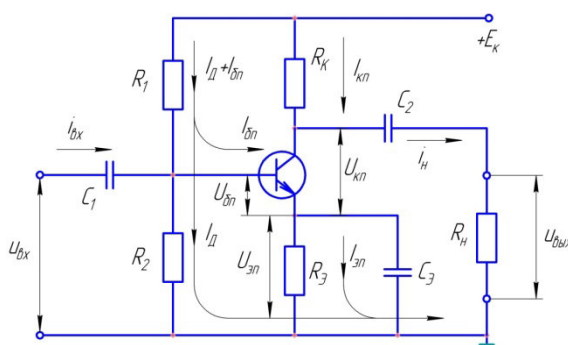 +Eк
R1
Iд+Iбп
Rк
Iкп
C2
iвх
Iбп
iн
C1
Uбп
Uкп
uвх
R2
Iд
Uэп
Rэ
Iэп
Cэ
Rн
uвых